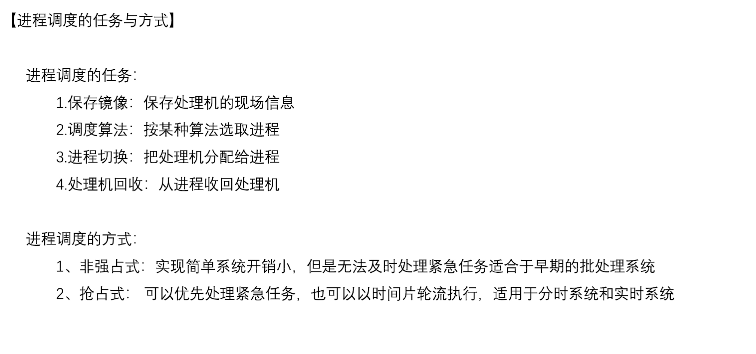 【进程调度的任务与方式】
进程调度的任务：
1.保存镜像：保存处理机的现场信息
2.调度算法：按某种算法选取进程
3.进程切换：把处理机分配给进程
4.处理机回收：从进程收回处理机
进程调度的方式：
1、非强占式：实现简单系统开销小，但是无法及时处理紧急任务适合于早期的批处理系统
2、抢占式： 可以优先处理紧急任务，也可以以时间片轮流执行，适用于分时系统和实时系统